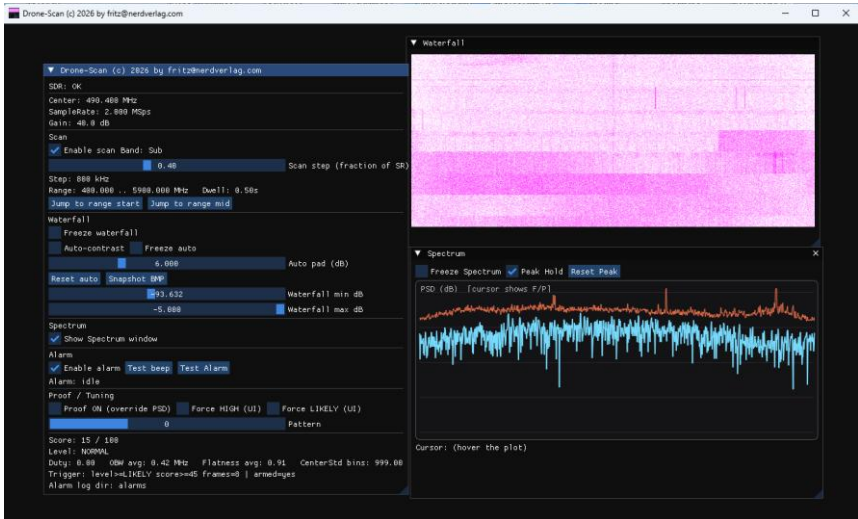 Drone-Scan (c) 2026 by fritz@nerdverlag.com
Waterfall
Drone-Scan (c) 2026 by fritz@nerdverlag.com
SDR: OK
Center: 490.400 MHz
SampleRate: 2.000 MSps
Gain: 40.0 dB
Scan
Enable scan Band: Sub
0.40 Scan step (fraction of SR)
Step: 800 kHz
Range: 400.000 .. 5900.000 MHz Dwell: 0.50s
Jump to range start Jump to range mid
Waterfall
Freeze waterfall
Auto-contrast Freeze auto
6.000 Auto pad (dB)
Reset auto Snapshot BMP
-93.632 Waterfall min dB
-5.000 Waterfall max dB
Spectrum
Show Spectrum window
Alarm
Enable alarm Test beep Test Alarm
Alarm: idle
Proof / Tuning
Proof ON (override PSD) Force HIGH (UI) Force LIKELY (UI)
0 Pattern
Score: 15 / 100
Level: NORMAL
Duty: 0.00 OBW avg: 0.42 MHz Flatness avg: 0.91 CenterStd bins: 999.00
Trigger: level>=LIKELY score>=45 frames=8 | armed=yes
Alarm log dir: alarms
Spectrum
Freeze Spectrum Peak Hold Reset Peak
PSD (dB) [cursor shows F/P]
Cursor: (hover the plot)